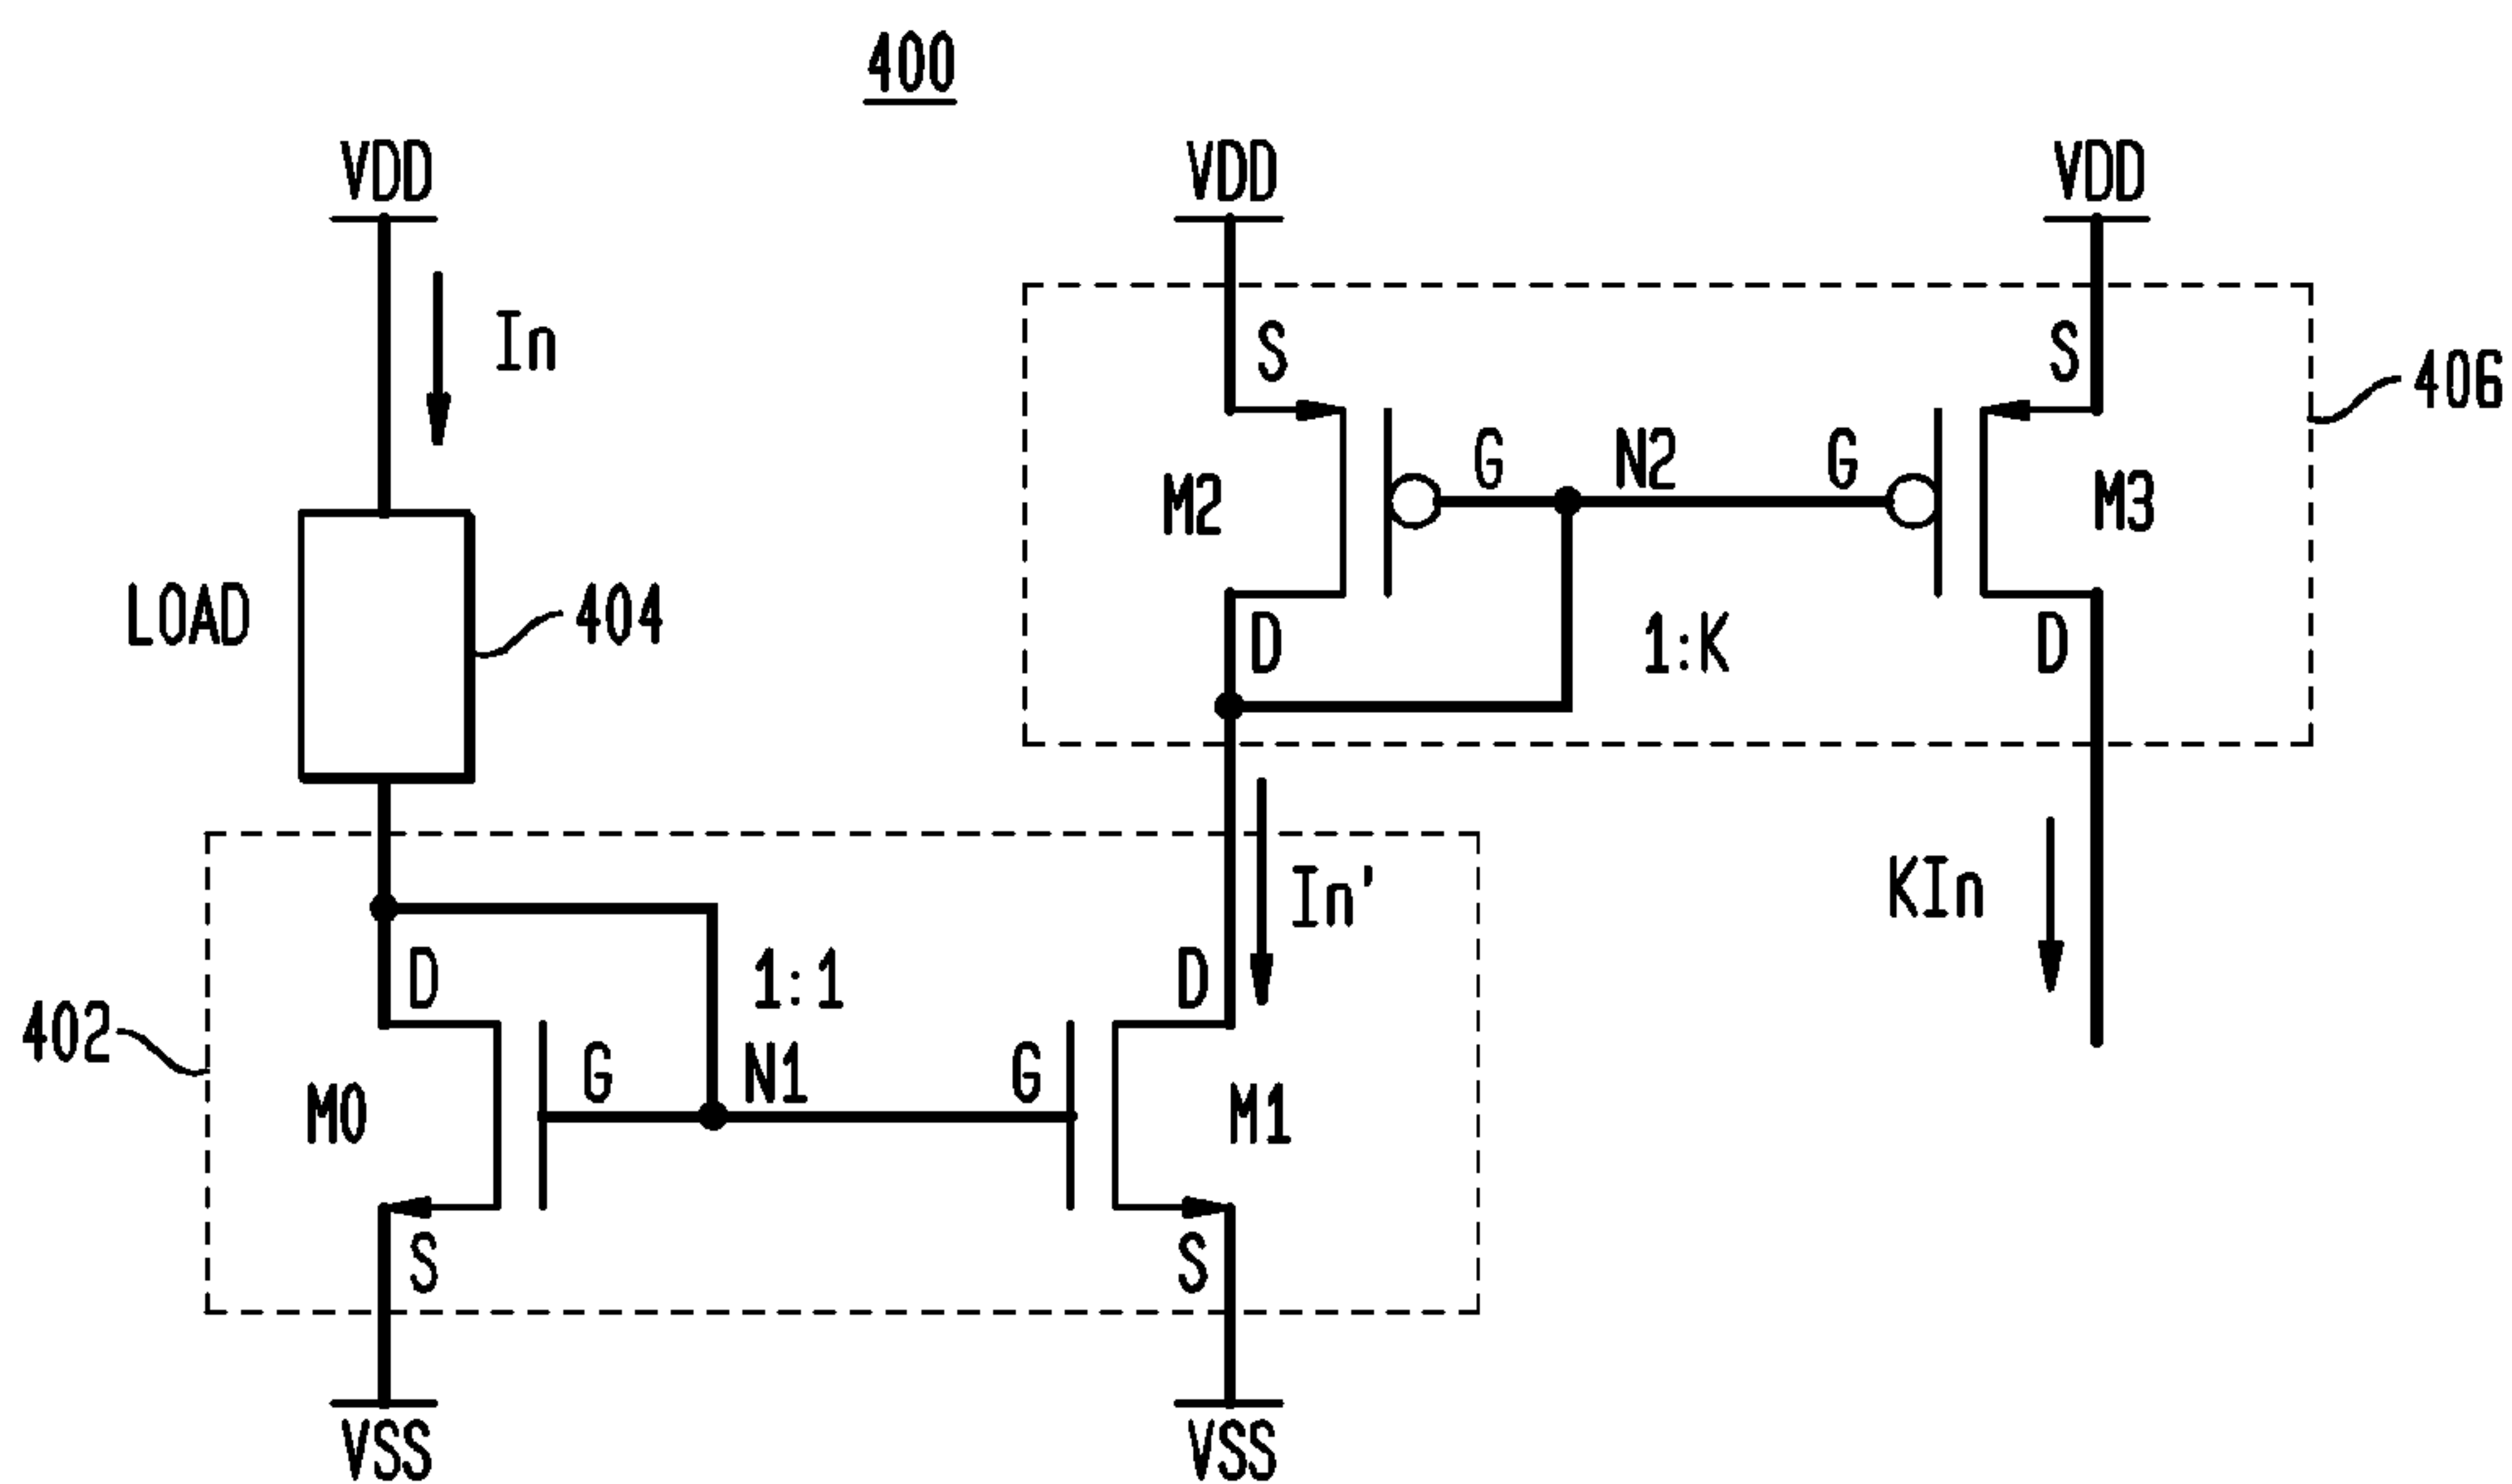 400
VDD VDD VDD
In
S S
406
G N2 G
M2 M3
LOAD 404
D 1:K D
In' KIn
D 1:1 D
402
G N1 G
M0 M1
S S
VSS VSS